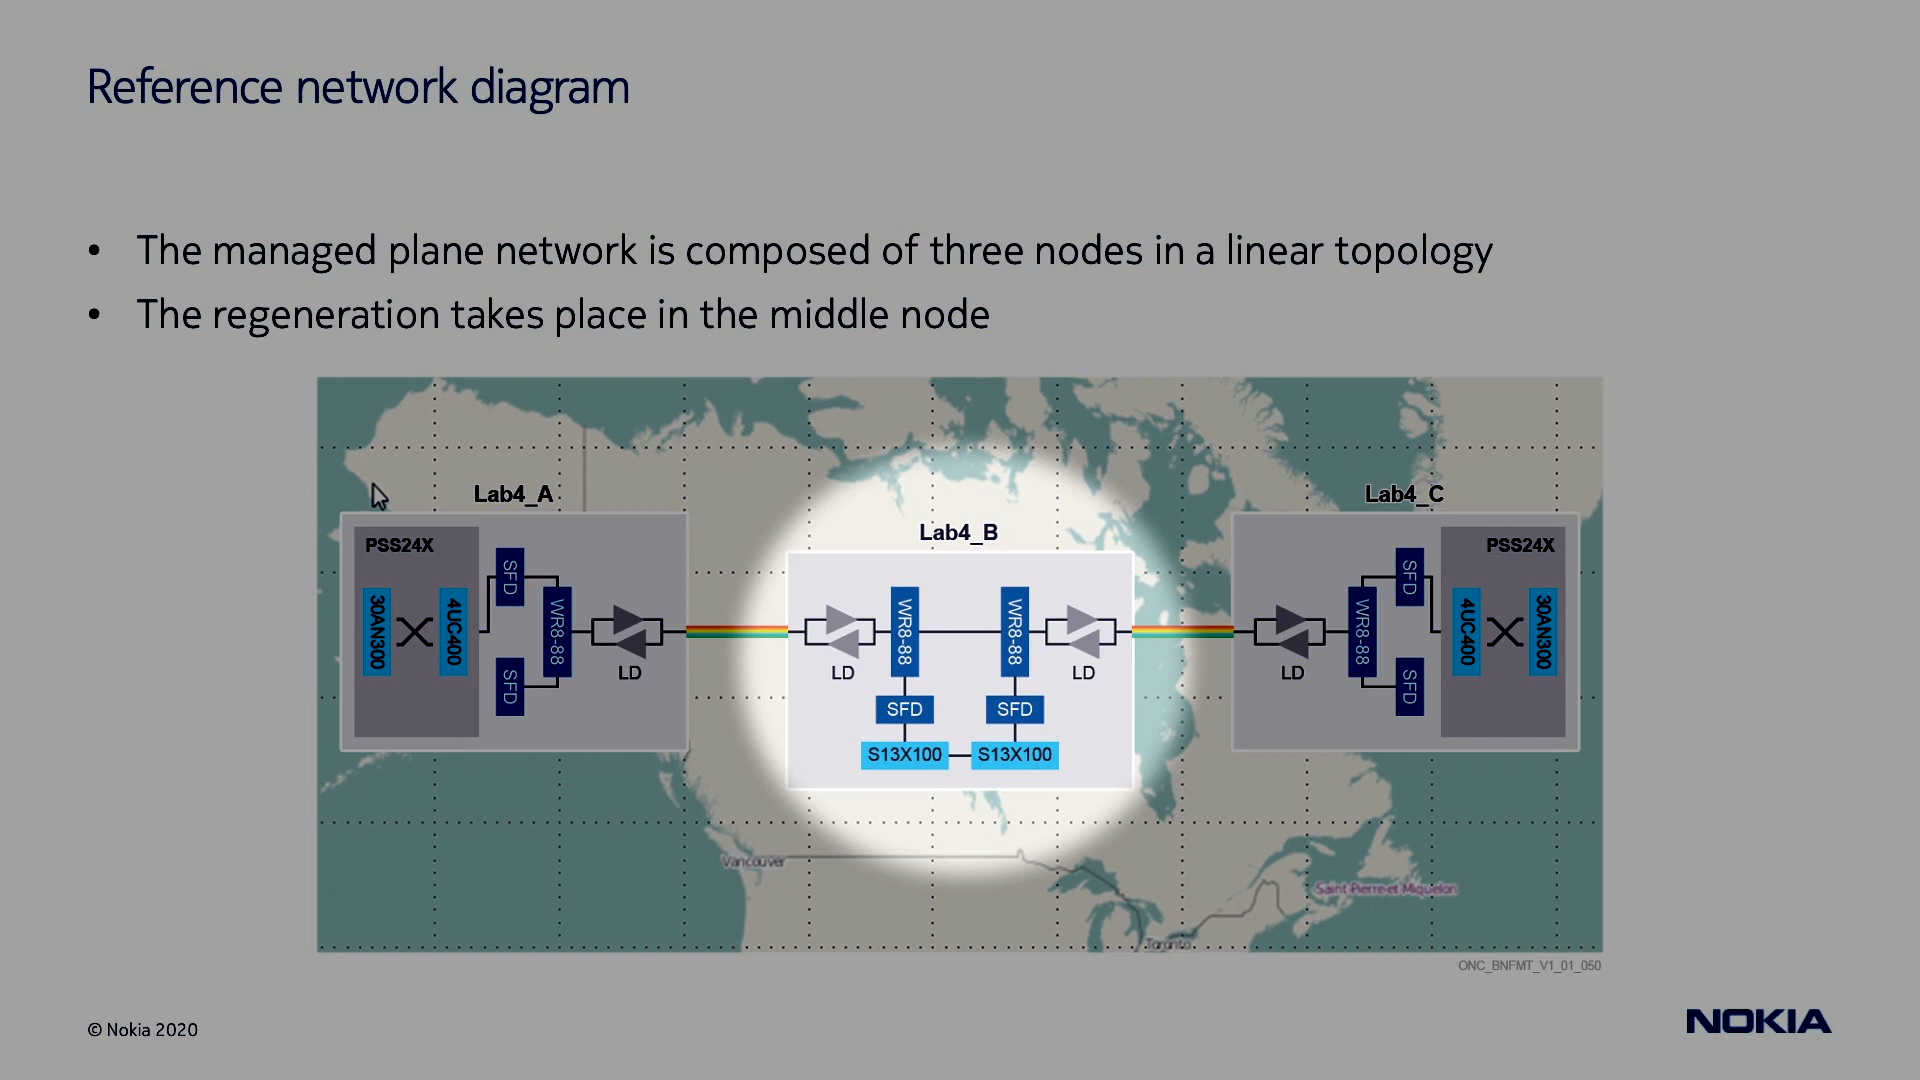 Reference network diagram
• The managed plane network is composed of three nodes in a linear topology
• The regeneration takes place in the middle node
Lab4_A
PSS24X
30AN300
4UC400
SFD
SFD
WR8-88
LD
Lab4_B
LD
WR8-88
WR8-88
LD
SFD
SFD
S13X100
S13X100
Lab4_C
PSS24X
LD
WR8-88
SFD
SFD
4UC400
30AN300
Vancouver
Saint Pierre et Miquelon
Toronto
ONC_BNFMT_V1_01_050
© Nokia 2020
NOKIA